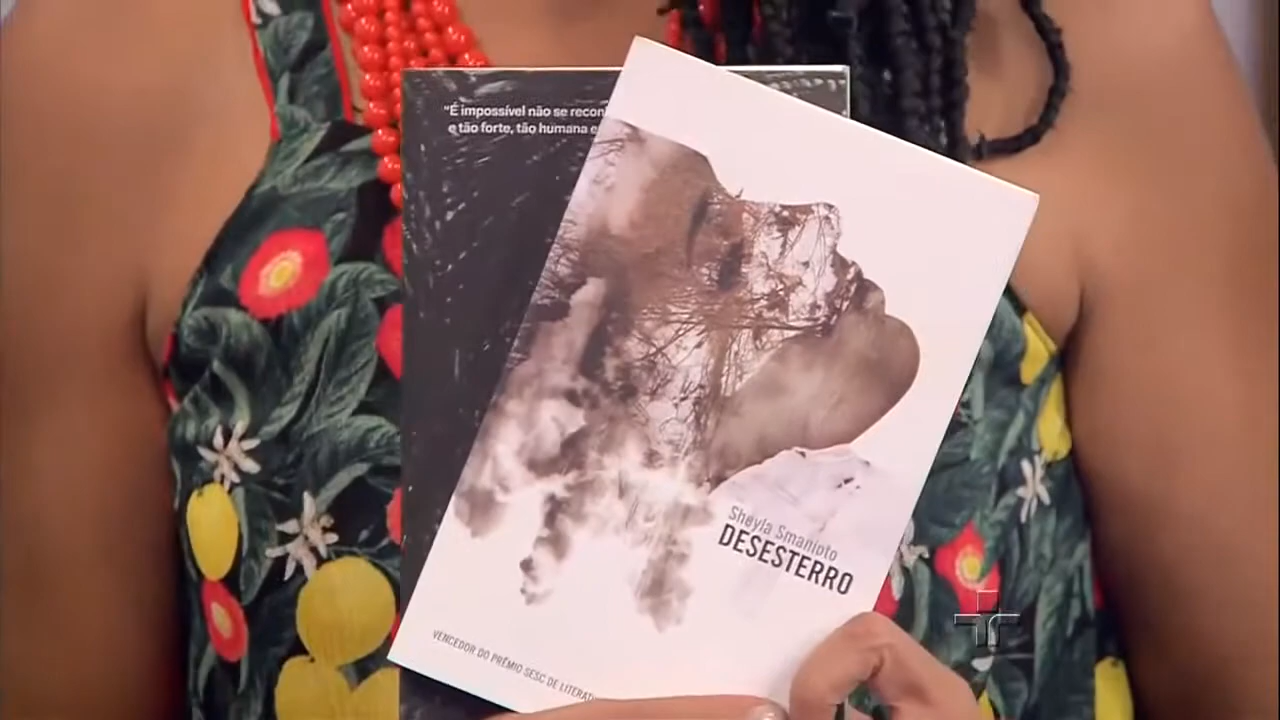 "É impossível não se recon
e tão forte, tão humana e
Sheyla Smanioto
DESESTERRO
VENCEDOR DO PRÊMIO SESC DE LITERAT